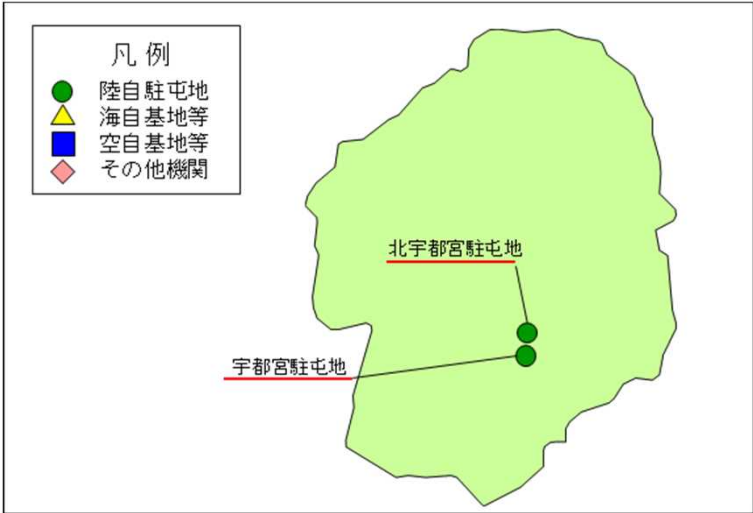 凡例
陸自駐屯地
海自基地等
空自基地等
その他機関
北宇都宮駐屯地
宇都宮駐屯地